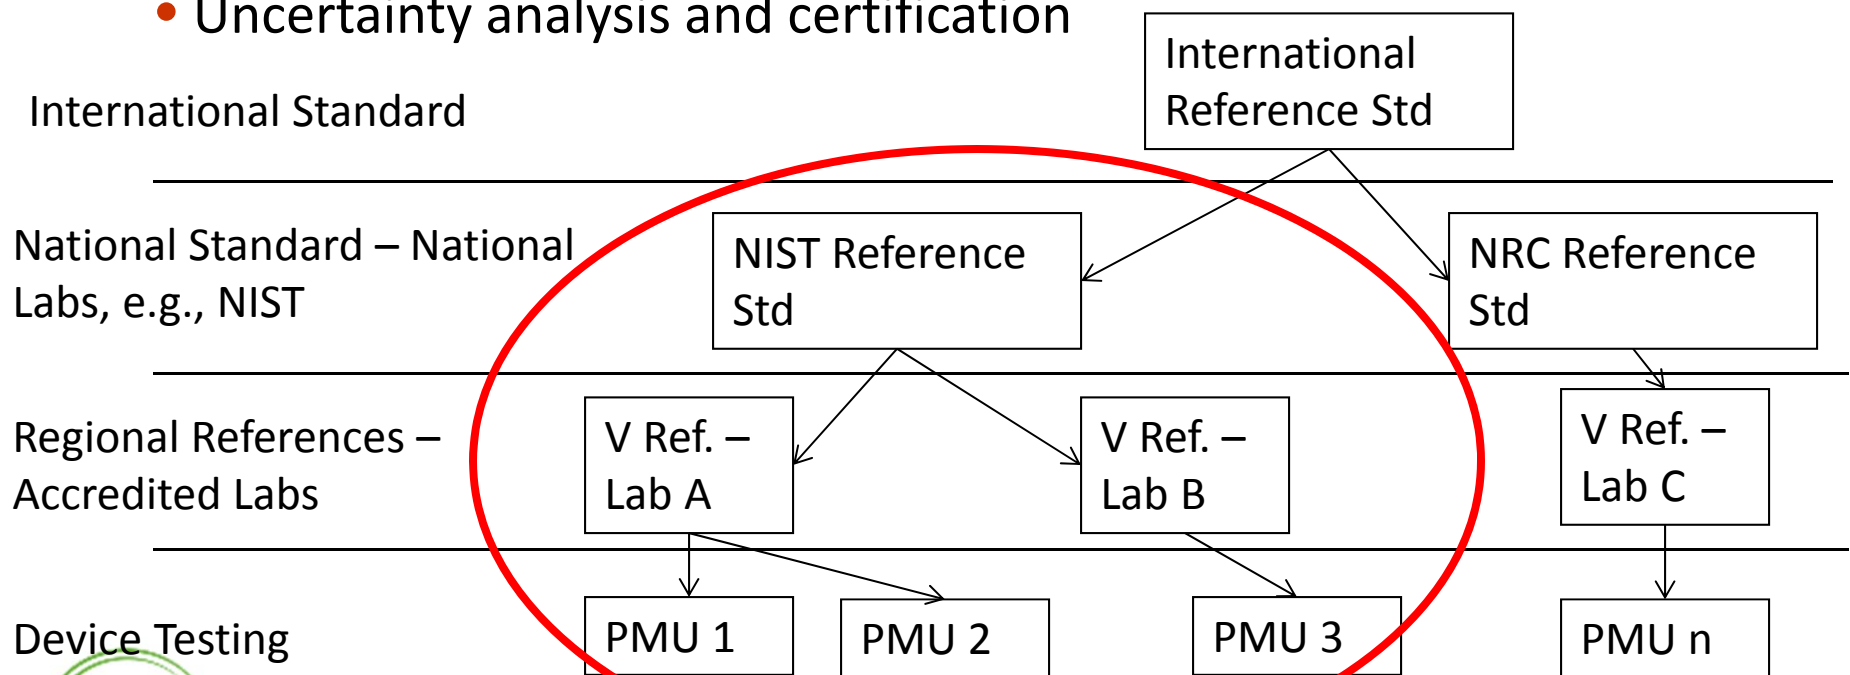 • Uncertainty analysis and certification
International
Reference Std
International Standard
National Standard – National
Labs, e.g., NIST
NIST Reference
Std
NRC Reference
Std
Regional References –
Accredited Labs
V Ref. –
Lab A
V Ref. –
Lab B
V Ref. –
Lab C
Device Testing
PMU 1
PMU 2
PMU 3
PMU n